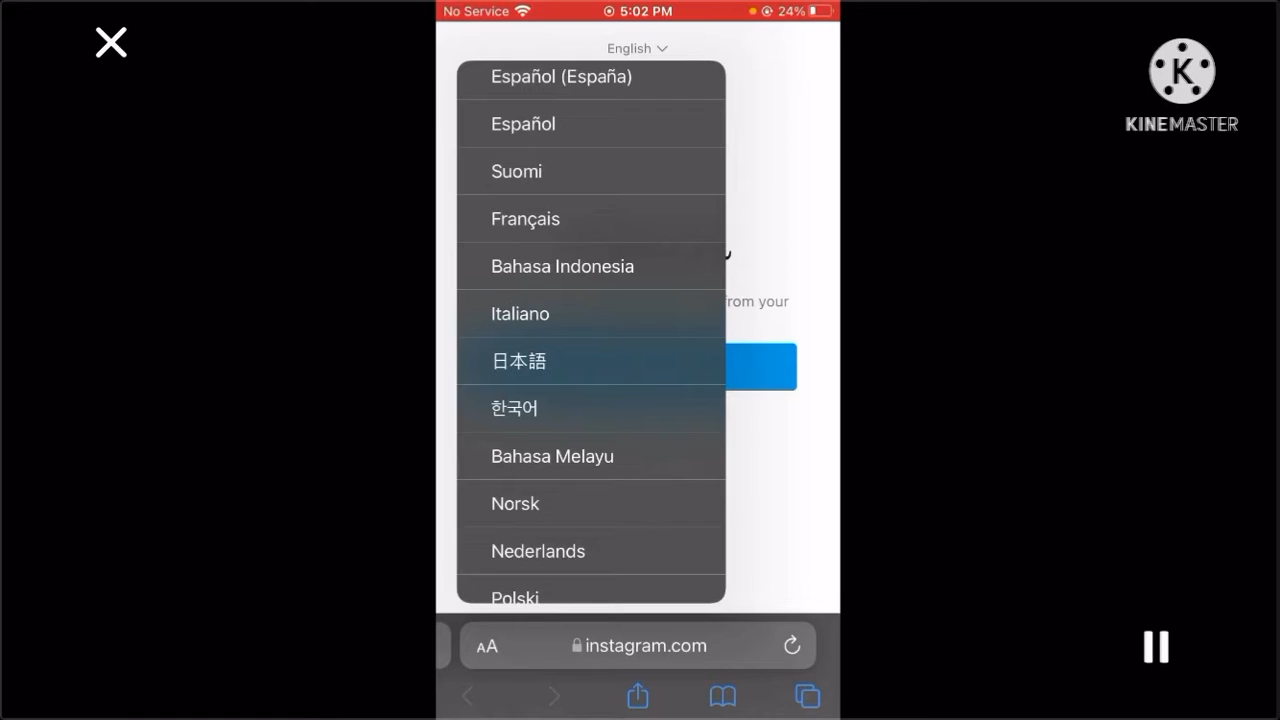 No Service 5:02 PM 24%
English
KINEMASTER
Español (España)
Español
Suomi
Français
Bahasa Indonesia
from your
Italiano
日本語
한국어
Bahasa Melayu
Norsk
Nederlands
Polski
AA instagram.com